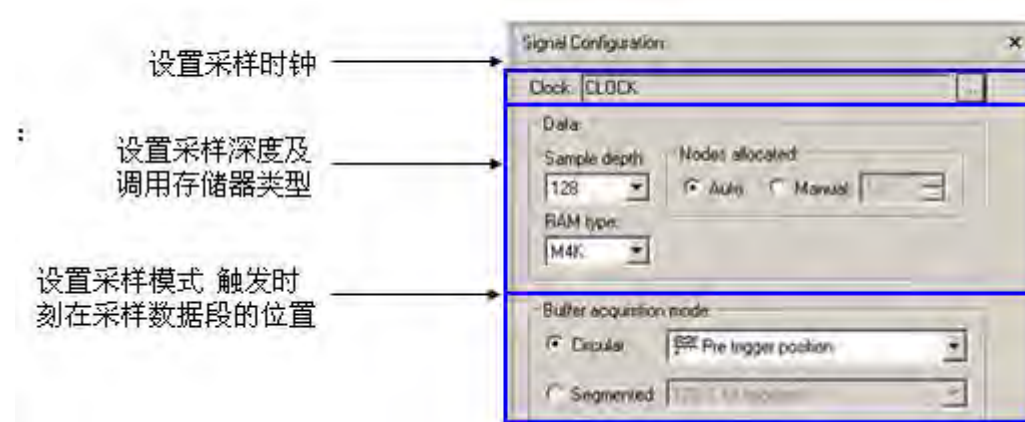 设置采样时钟
:
设置采样深度及
调用存储器类型
设置采样模式 触发时
刻在采样数据段的位置
Signal Configuration:
×
Clock: CLOCK
...
Data
Sample depth:
128
Nodes allocated:
Auto
Manual
RAM type:
M4K
Buffer acquisition mode:
Circular
Pre trigger position
Segmented